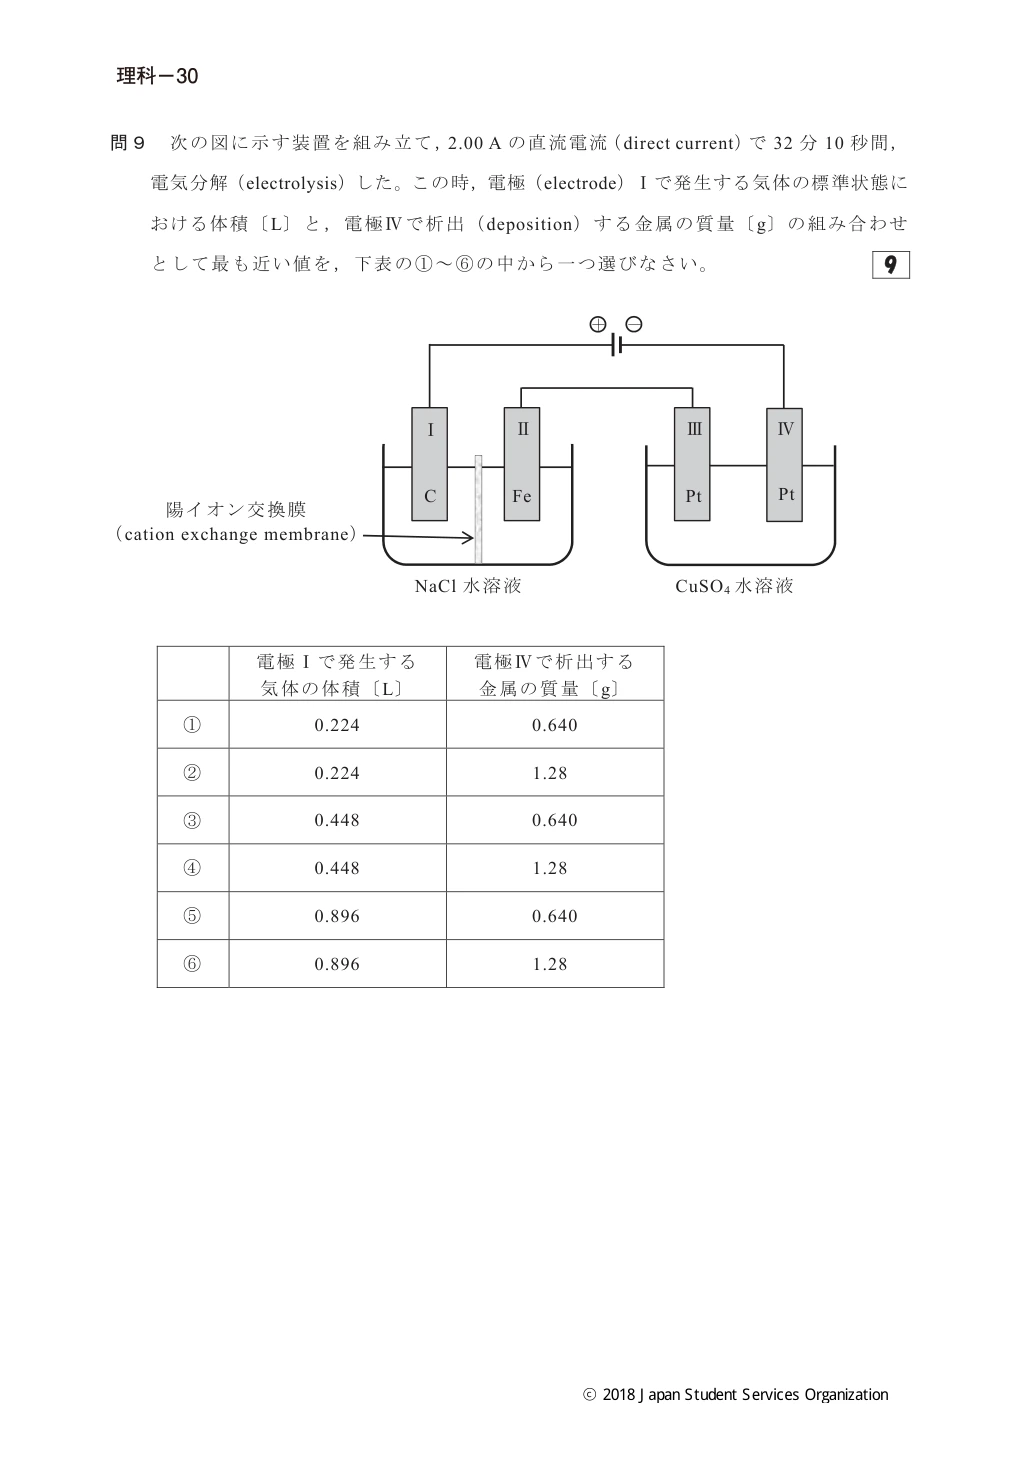 理科－30
問９ 次の図に示す装置を組み立て，2.00 A の直流電流（direct current）で 32 分 10 秒間，
電気分解（electrolysis）した。この時，電極（electrode）Ⅰで発生する気体の標準状態に
おける体積〔L〕と，電極Ⅳで析出（deposition）する金属の質量〔g〕の組み合わせ
として最も近い値を，下表の①～⑥の中から一つ選びなさい。 9
⊕ ⊖
Ⅰ Ⅱ Ⅲ Ⅳ
C Fe Pt Pt
陽イオン交換膜
（cation exchange membrane）
NaCl 水溶液 CuSO₄ 水溶液
電極Ⅰで発生する 電極Ⅳで析出する
気体の体積〔L〕 金属の質量〔g〕
① 0.224 0.640
② 0.224 1.28
③ 0.448 0.640
④ 0.448 1.28
⑤ 0.896 0.640
⑥ 0.896 1.28
© 2018 Japan Student Services Organization